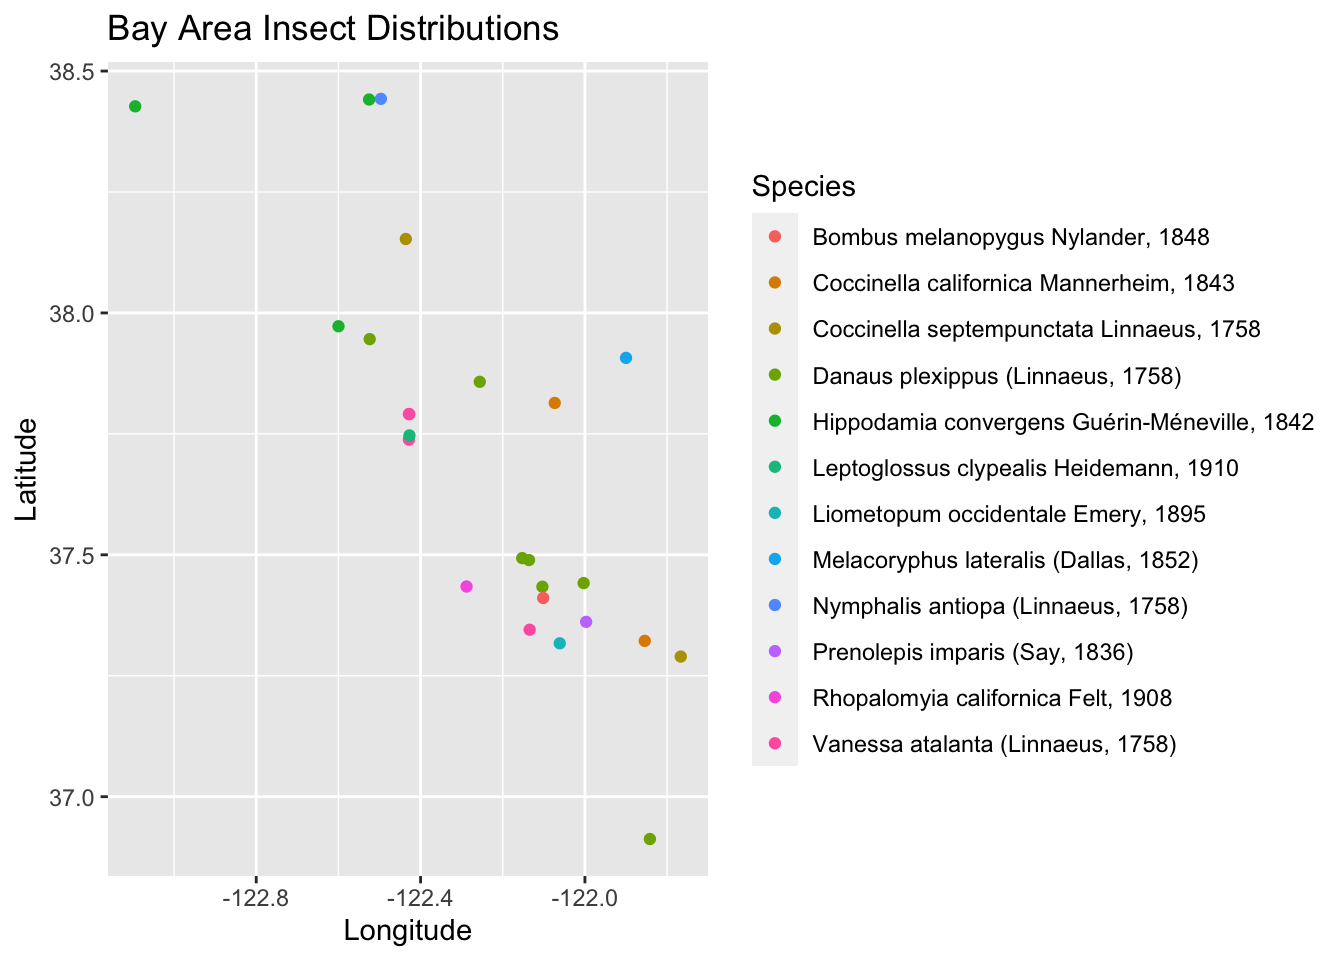 Bay Area Insect Distributions
38.5
38.0
37.5
37.0
Latitude
-122.8 -122.4 -122.0
Longitude
Species
Bombus melanopygus Nylander, 1848
Coccinella californica Mannerheim, 1843
Coccinella septempunctata Linnaeus, 1758
Danaus plexippus (Linnaeus, 1758)
Hippodamia convergens Guérin-Méneville, 1842
Leptoglossus clypealis Heidemann, 1910
Liometopum occidentale Emery, 1895
Melacoryphus lateralis (Dallas, 1852)
Nymphalis antiopa (Linnaeus, 1758)
Prenolepis imparis (Say, 1836)
Rhopalomyia californica Felt, 1908
Vanessa atalanta (Linnaeus, 1758)